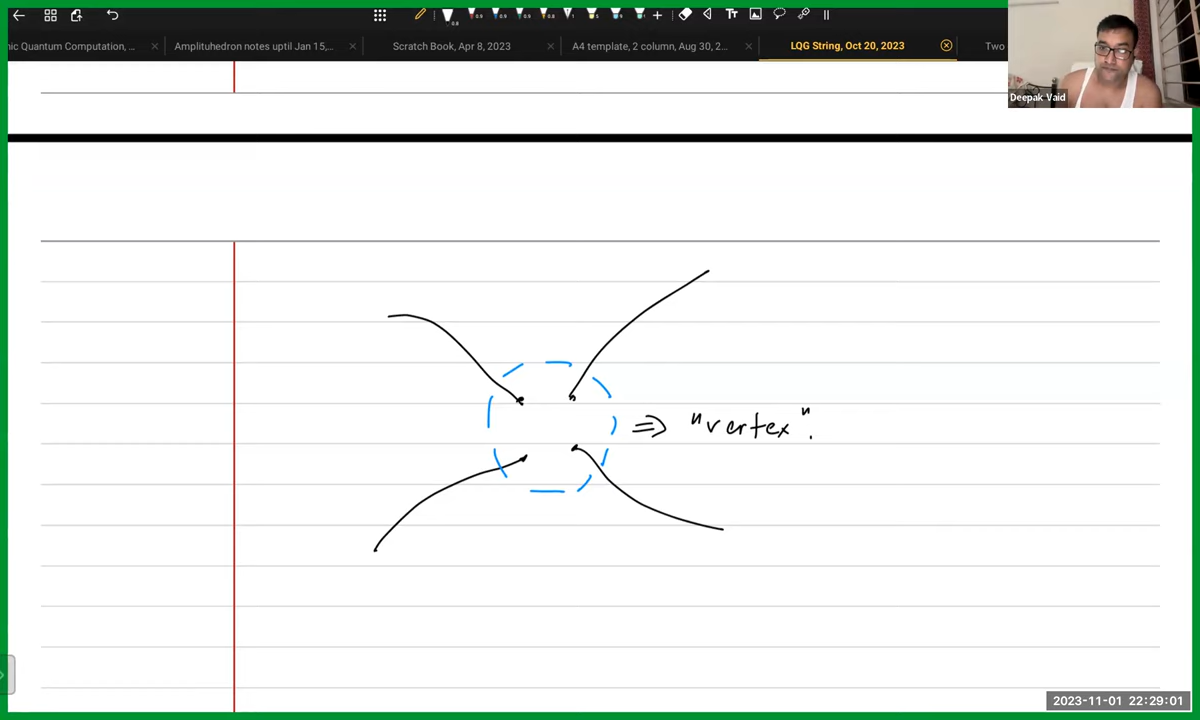 nic Quantum Computation, ...
Amplituhedron notes uptil Jan 15,...
Scratch Book, Apr 8, 2023
A4 template, 2 column, Aug 30, 2...
LQG String, Oct 20, 2023
Two
Deepak Vaid
⇒ "vertex".
2023-11-01 22:29:01